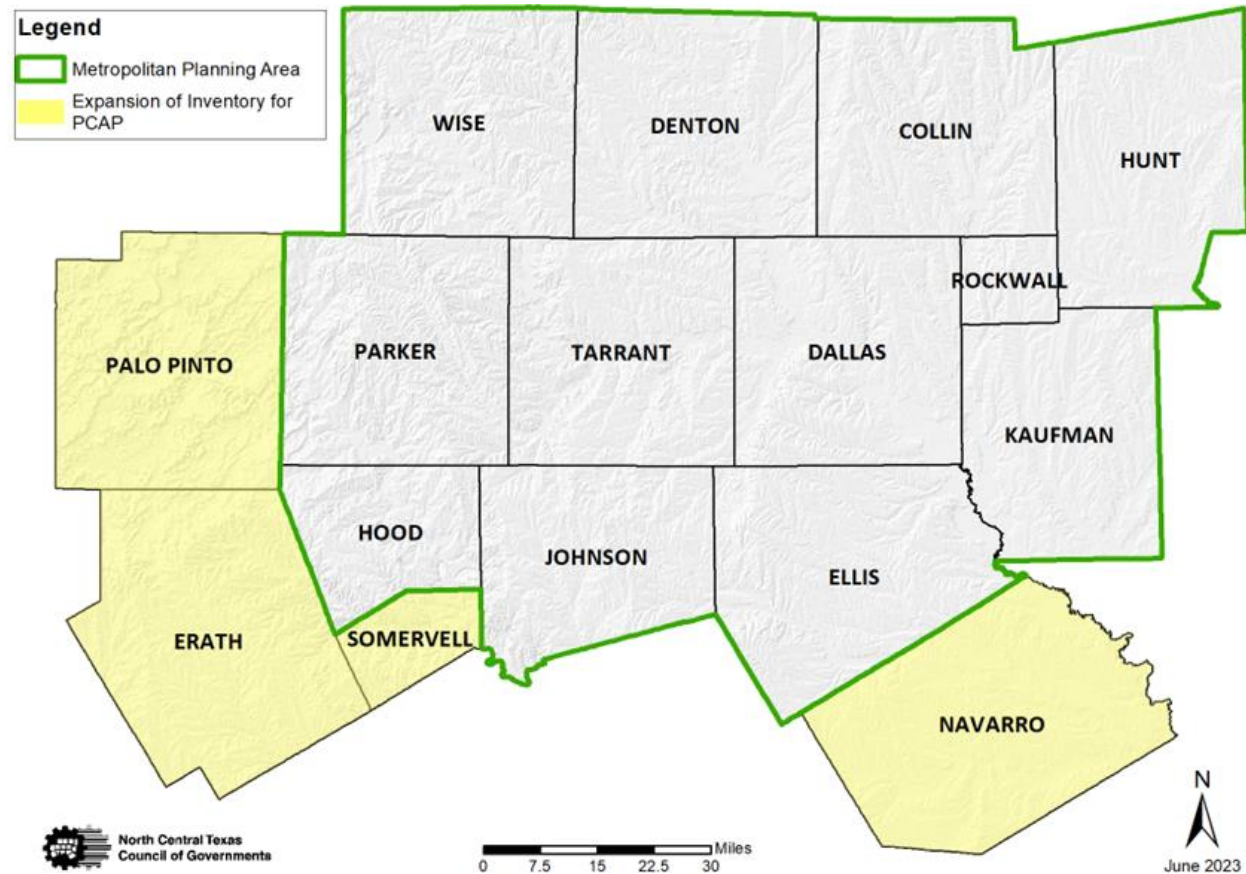 Legend
Metropolitan Planning Area
Expansion of Inventory for
PCAP
WISE
DENTON
COLLIN
HUNT
ROCKWALL
PALO PINTO
PARKER
TARRANT
DALLAS
KAUFMAN
HOOD
JOHNSON
ELLIS
ERATH
SOMERVELL
NAVARRO
North Central Texas
Council of Governments
Miles
0 7.5 15 22.5 30
N
June 2023